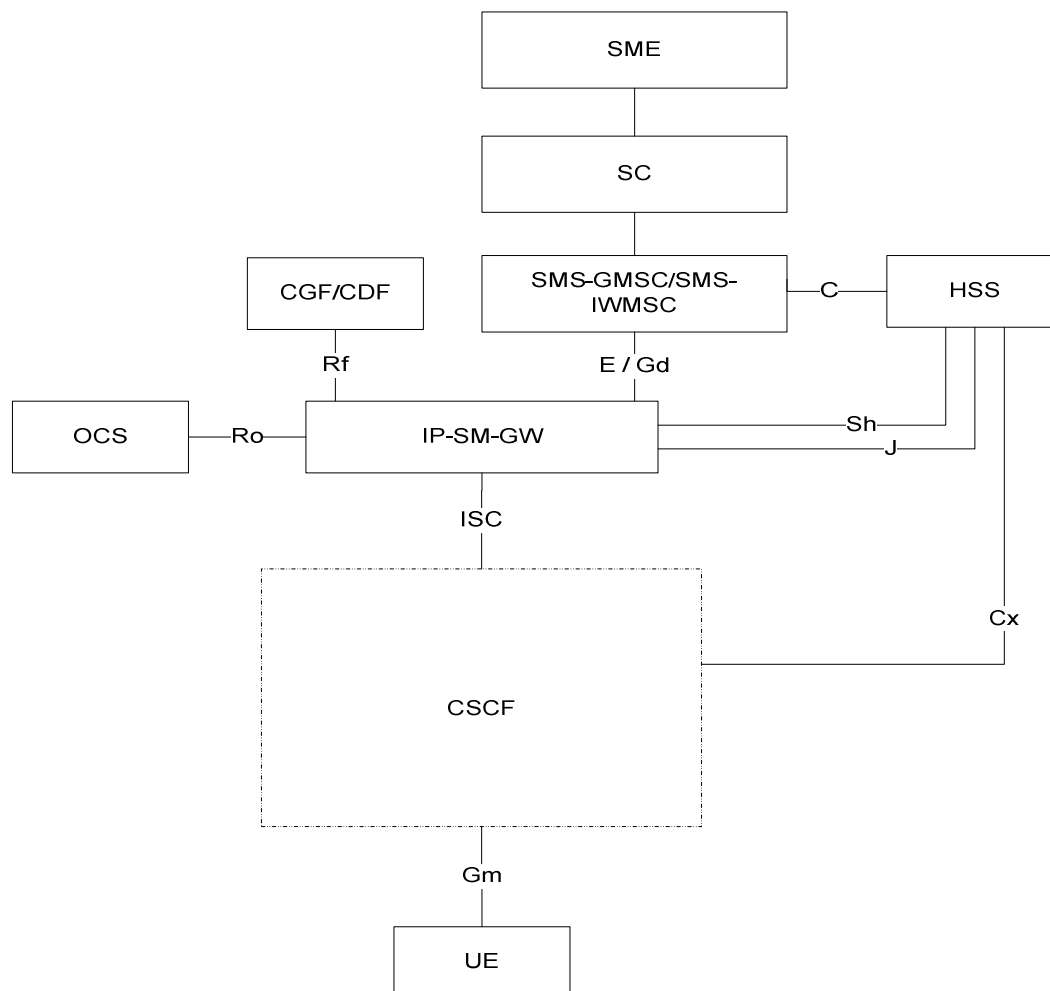 SME
SC
SMS-GMSC/SMS-
IWMSC
C
HSS
CGF/CDF
Rf
E / Gd
OCS
Ro
IP-SM-GW
Sh
J
ISC
Cx
CSCF
Gm
UE